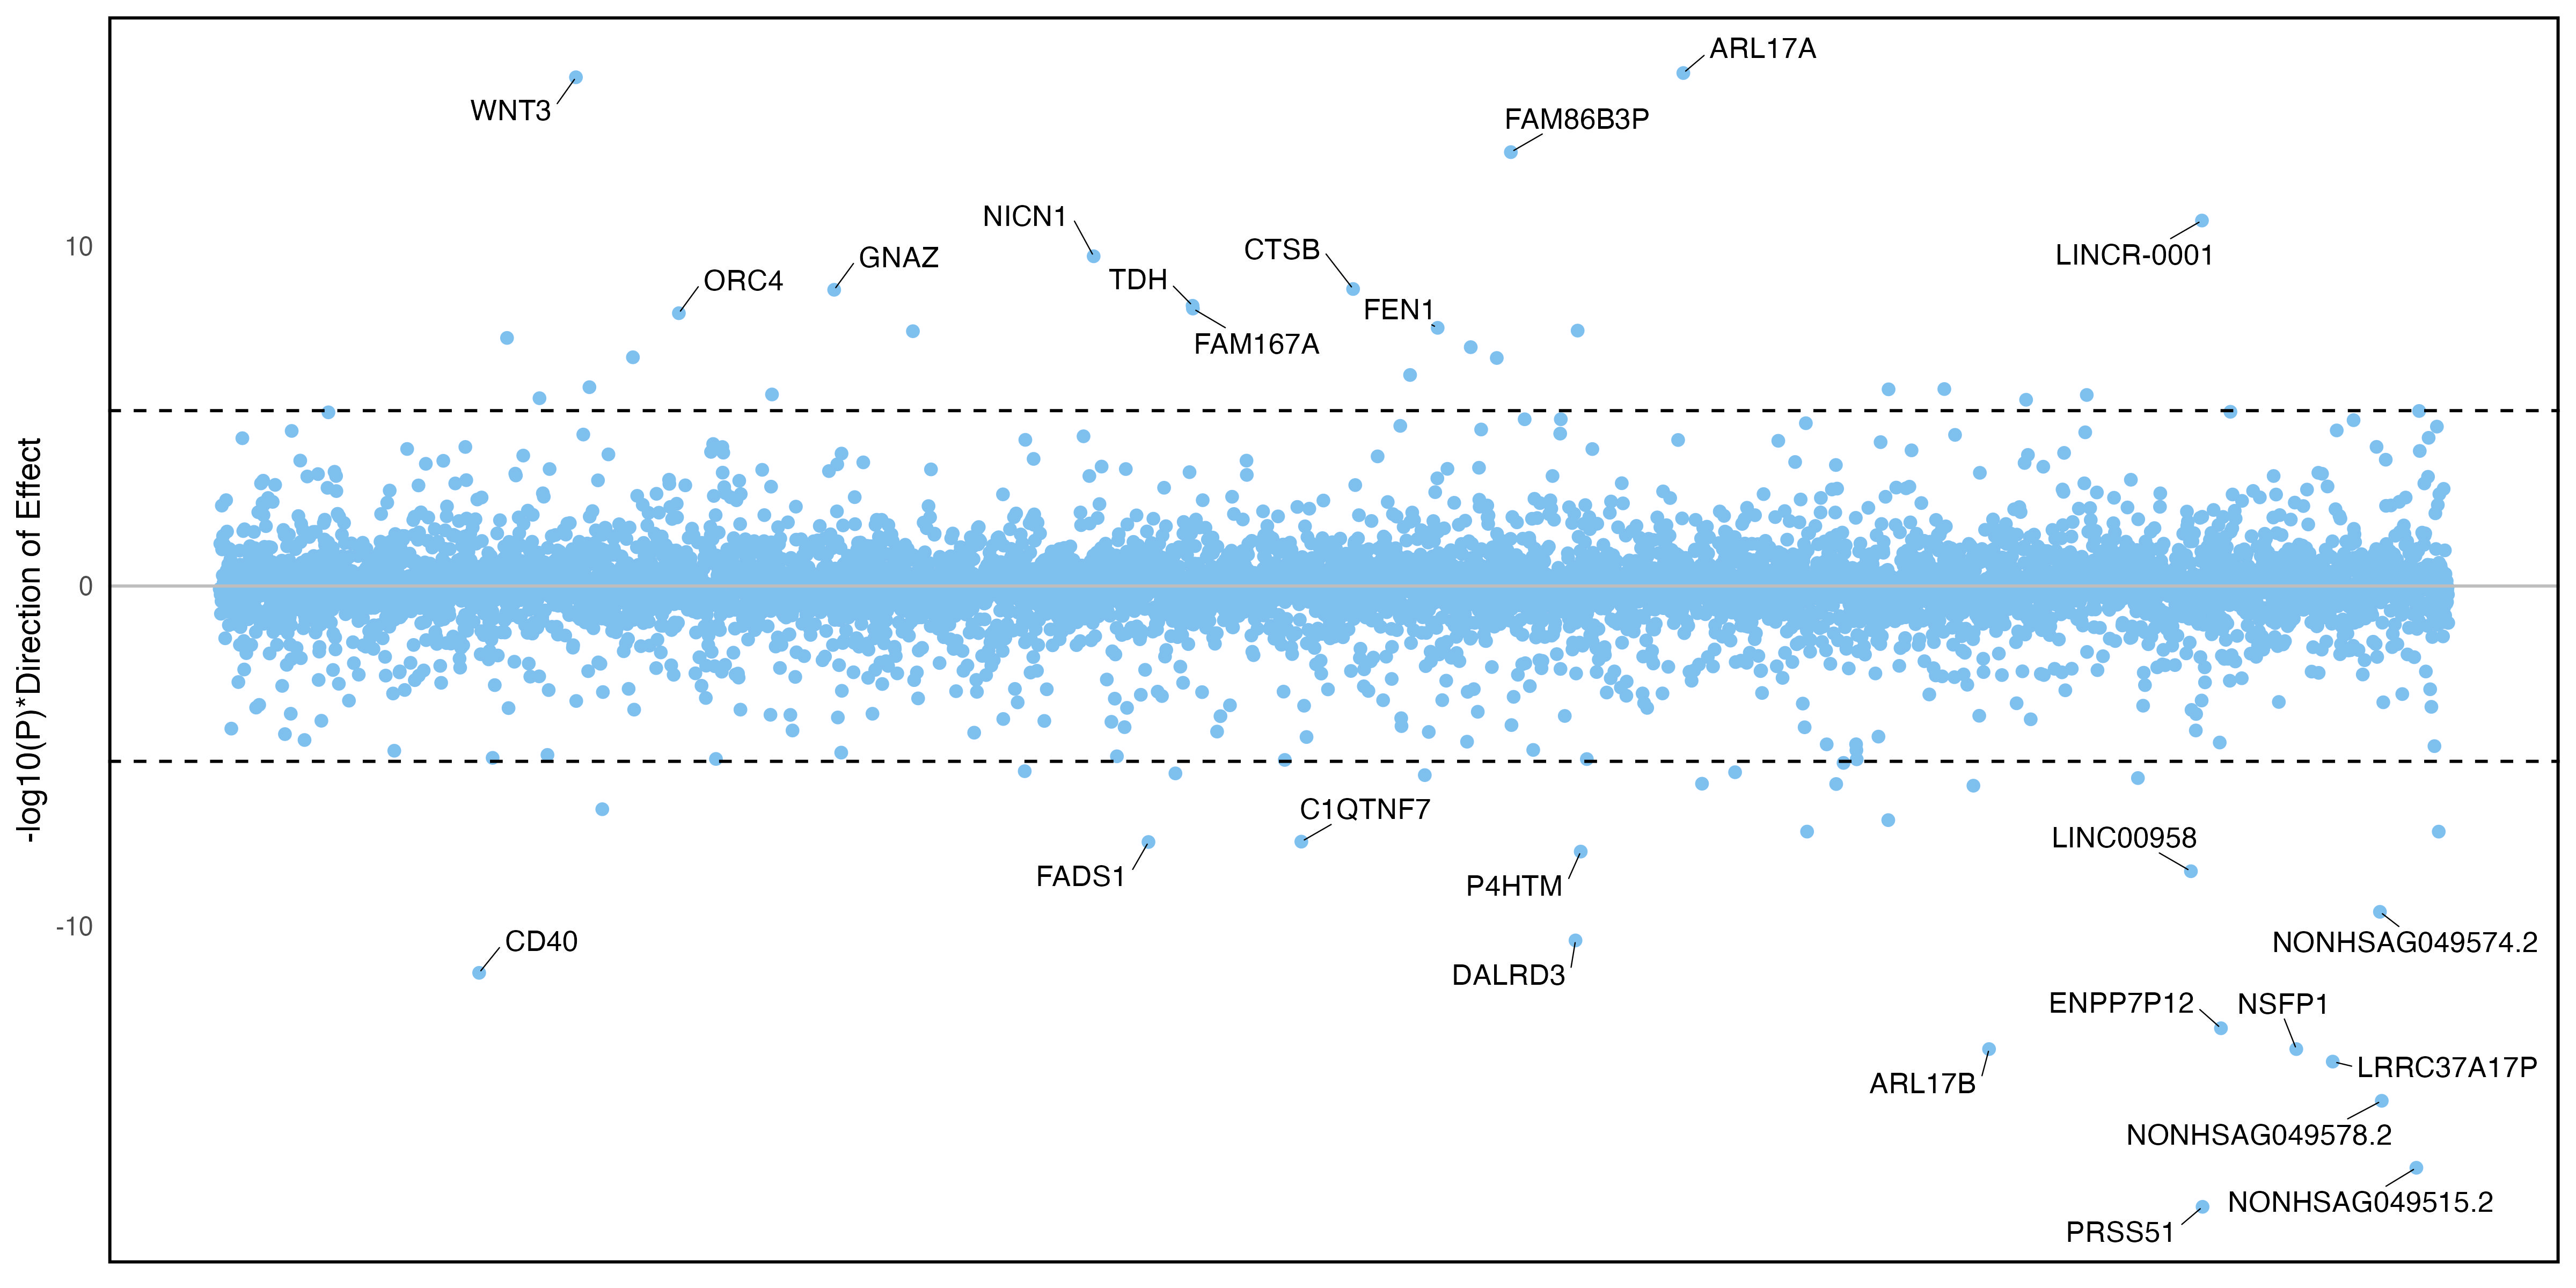 ARL17A
WNT3
FAM86B3P
NICN1
10
CTSB
LINCR-0001
GNAZ
ORC4
TDH
FEN1
FAM167A
0
-log10(P)*Direction of Effect
C1QTNF7
LINC00958
FADS1
P4HTM
-10
CD40
NONHSAG049574.2
DALRD3
ENPP7P12
NSFP1
LRRC37A17P
ARL17B
NONHSAG049578.2
NONHSAG049515.2
PRSS51